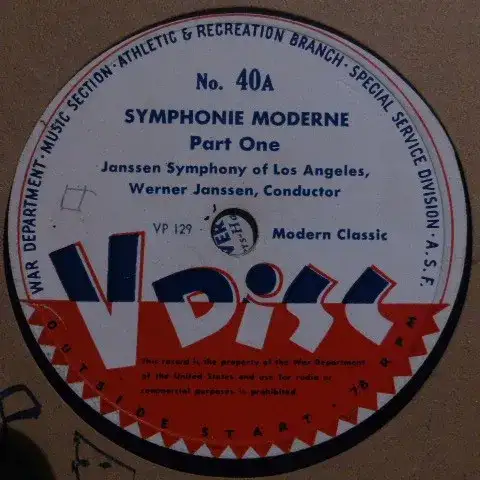 WAR DEPARTMENT · MUSIC SECTION · ATHLETIC & RECREATION BRANCH · SPECIAL SERVICE DIVISION · A.S.F.
No. 40A
SYMPHONIE MODERNE
Part One
Janssen Symphony of Los Angeles,
Werner Janssen, Conductor
VP 129
Modern Classic
V DiSC
This record is the property of the War Department
of the United States and use for radio or
commercial purposes is prohibited
OUTSIDE START · 78 RPM